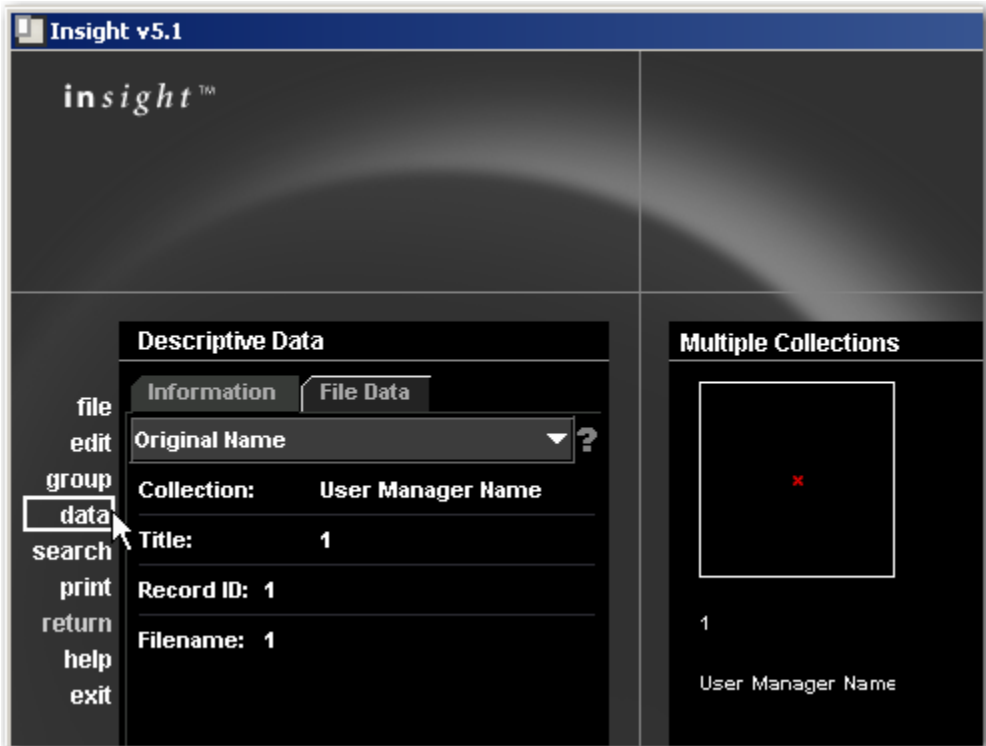 Insight v5.1
insight™
file
edit
group
data
search
print
return
help
exit
Descriptive Data
Information File Data
Original Name ?
Collection: User Manager Name
Title: 1
Record ID: 1
Filename: 1
Multiple Collections
1
User Manager Name